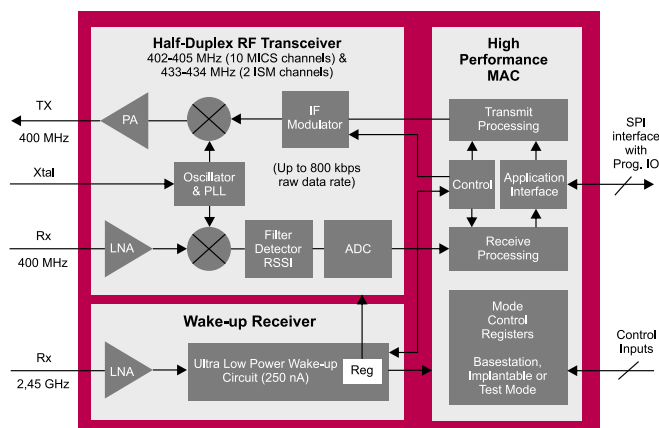 Half-Duplex RF Transceiver
402-405 MHz (10 MICS channels) &
433-434 MHz (2 ISM channels)
High
Performance
MAC
TX
400 MHz
PA
IF
Modulator
Transmit
Processing
SPI
interface
with
Prog. IO
Xtal
Oscillator
& PLL
(Up to 800 kbps
raw data rate)
Control
Application
Interface
Rx
400 MHz
LNA
Filter
Detector
RSSI
ADC
Receive
Processing
Wake-up Receiver
Rx
2,45 GHz
LNA
Ultra Low Power Wake-up
Circuit (250 nA)
Reg
Mode
Control
Registers
Basestation,
Implantable or
Test Mode
Control
Inputs